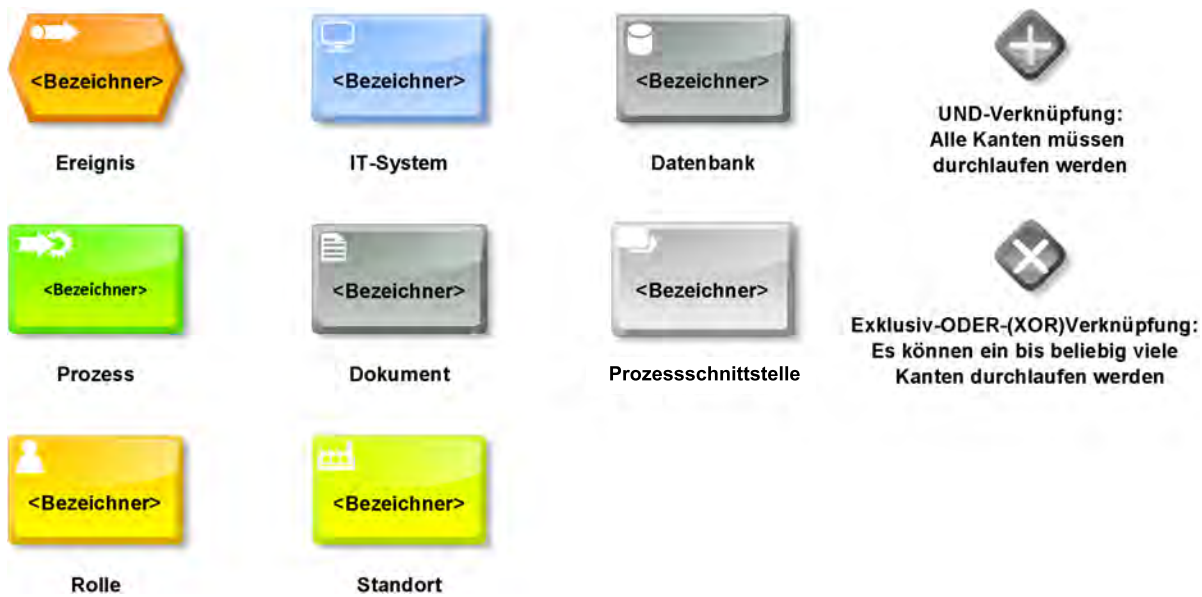 <Bezeichner>
Ereignis
<Bezeichner>
IT-System
<Bezeichner>
Datenbank
UND-Verknüpfung:
Alle Kanten müssen
durchlaufen werden
<Bezeichner>
Prozess
<Bezeichner>
Dokument
<Bezeichner>
Prozessschnittstelle
Exklusiv-ODER-(XOR)Verknüpfung:
Es können ein bis beliebig viele
Kanten durchlaufen werden
<Bezeichner>
Rolle
<Bezeichner>
Standort